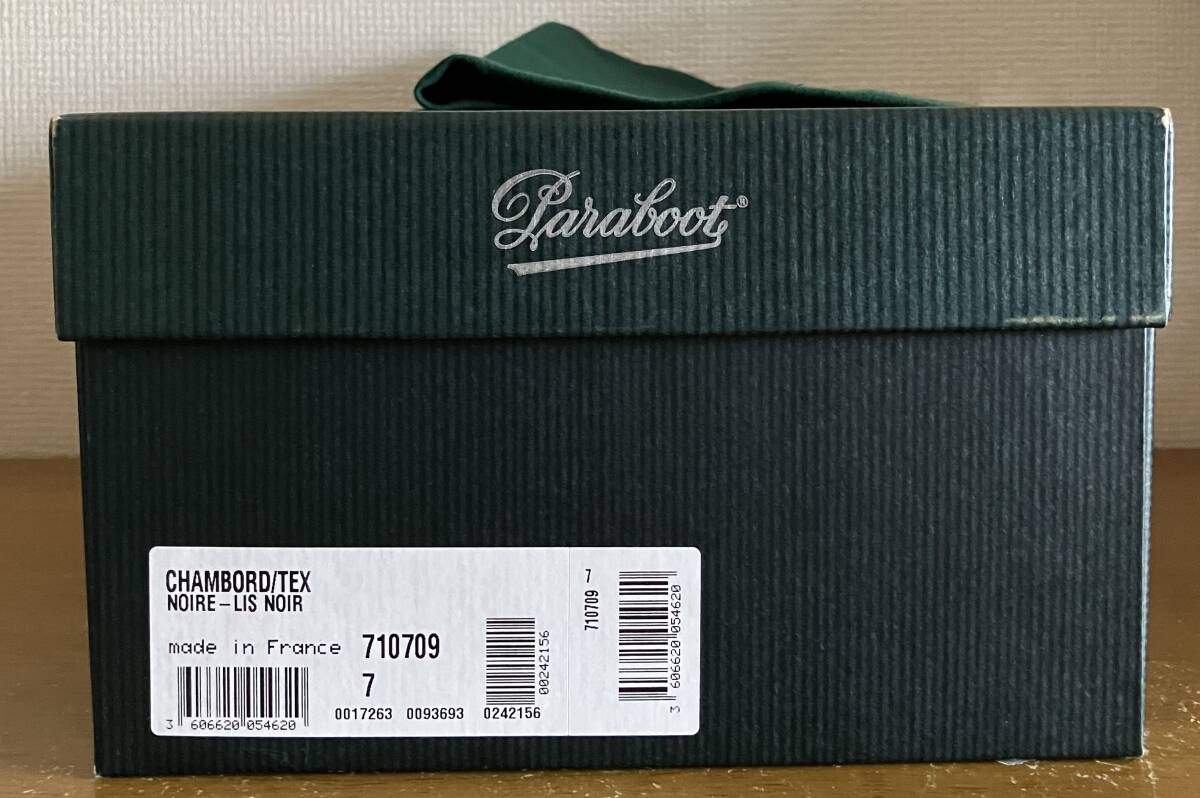 Paraboot®
CHAMBORD/TEX
NOIRE-LIS NOIR
made in France 710709
7
3 606620 054620
0017263 0093693 0242156
00242156
710709 7
3 606620 054620